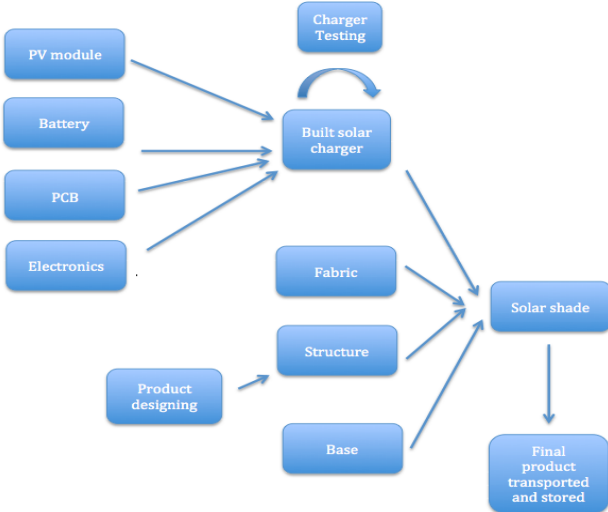 Charger
Testing
PV module
Battery
Built solar
charger
PCB
Electronics
Fabric
Solar shade
Structure
Product
designing
Base
Final
product
transported
and stored